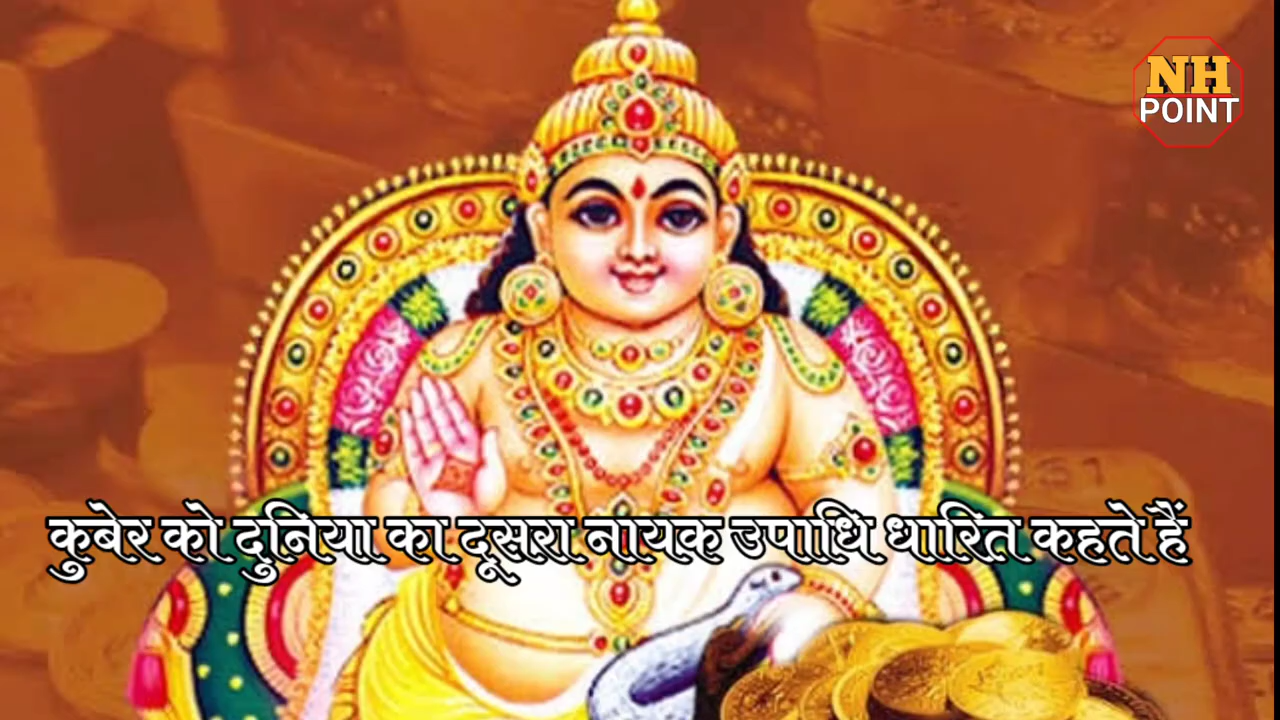 NH
POINT
कुबेर को दुनिया का दूसरा नायक उपाधि धारित कहते हैं